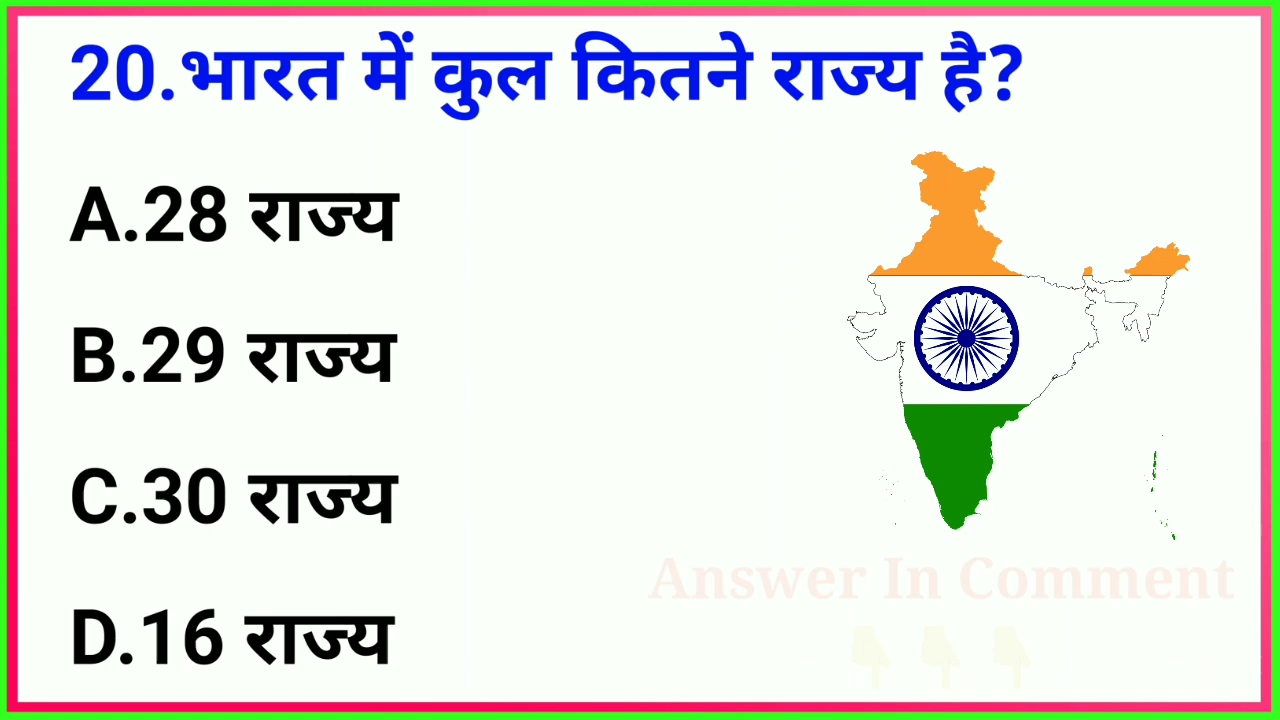 20.भारत में कुल कितने राज्य है?
A.28 राज्य
B.29 राज्य
C.30 राज्य
Answer In Comment
D.16 राज्य